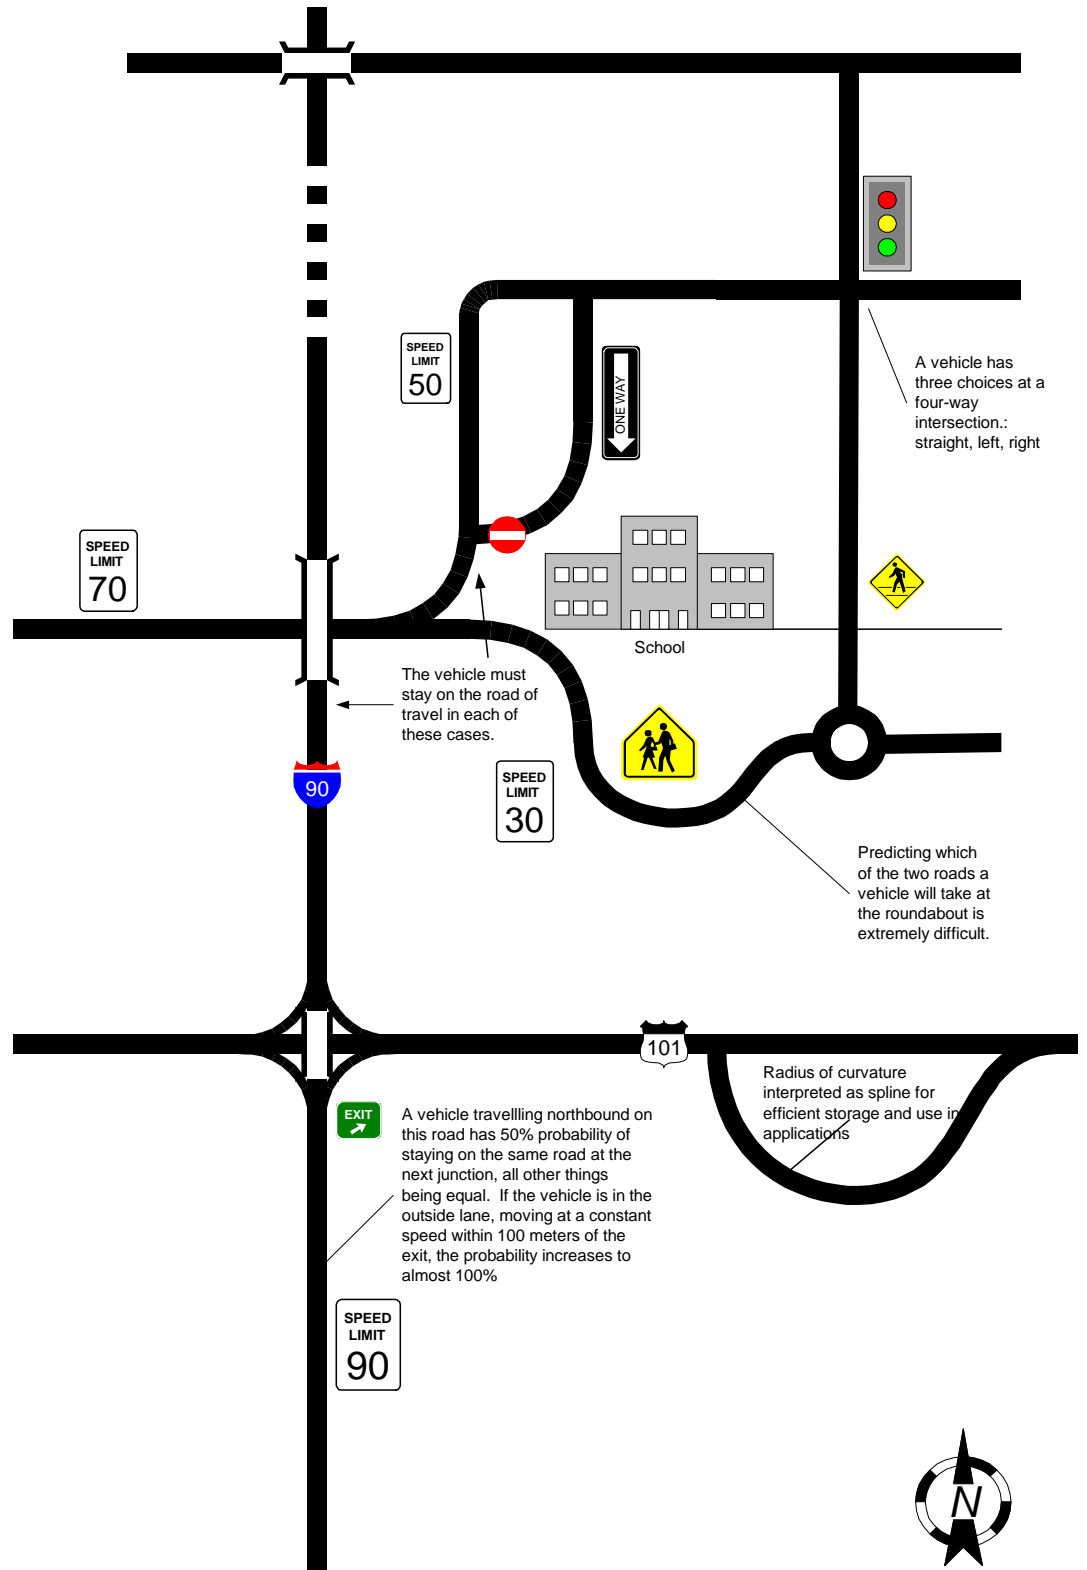 SPEED
LIMIT
50
ONE WAY
A vehicle has
three choices at a
four-way
intersection.:
straight, left, right
SPEED
LIMIT
70
School
The vehicle must
stay on the road of
travel in each of
these cases.
90
SPEED
LIMIT
30
Predicting which
of the two roads a
vehicle will take at
the roundabout is
extremely difficult.
101
Radius of curvature
interpreted as spline for
efficient storage and use in
applications
EXIT
A vehicle travellling northbound on
this road has 50% probability of
staying on the same road at the
next junction, all other things
being equal.  If the vehicle is in the
outside lane, moving at a constant
speed within 100 meters of the
exit, the probability increases to
almost 100%
SPEED
LIMIT
90
N